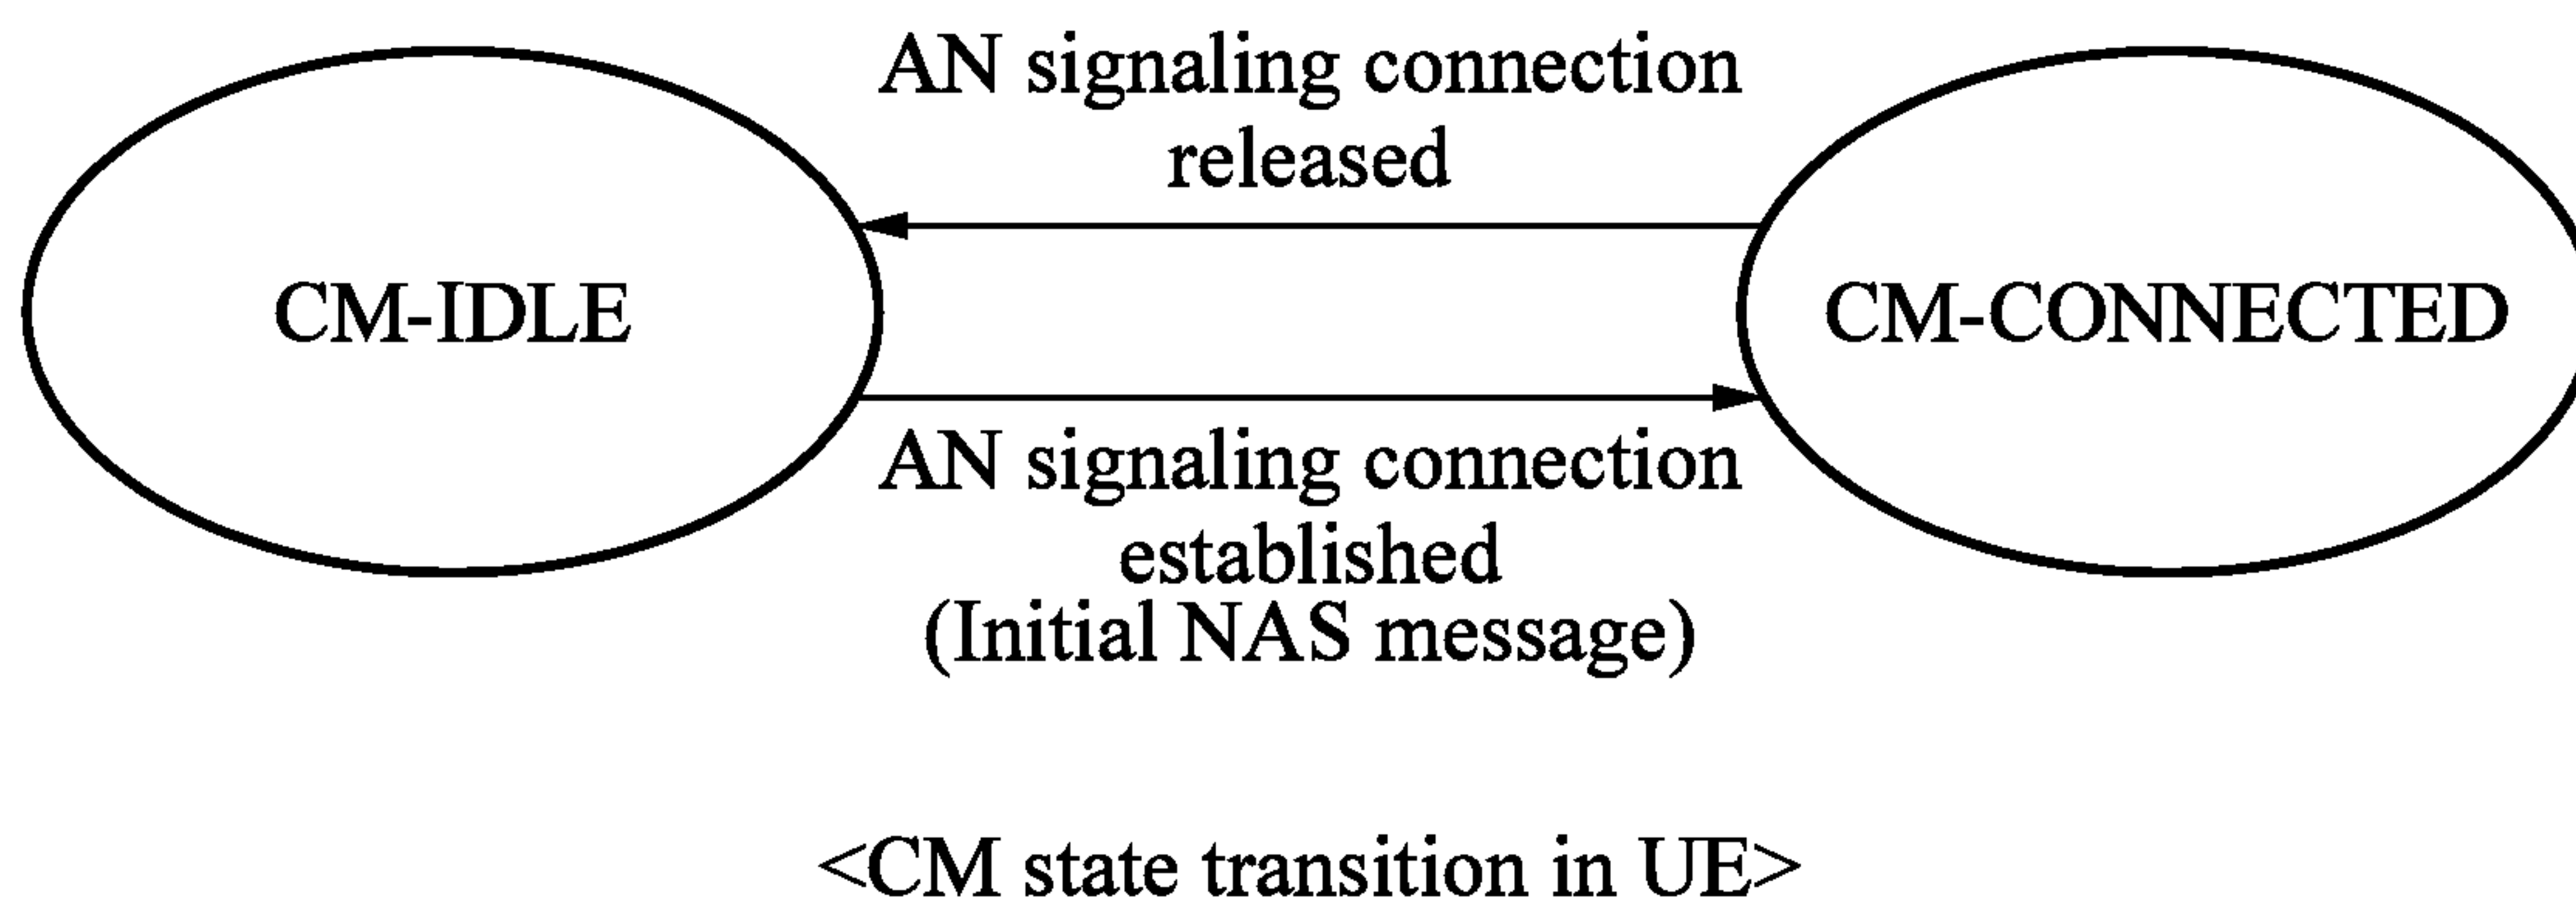 AN signaling connection
released
CM-IDLE
CM-CONNECTED
AN signaling connection
established
(Initial NAS message)
<CM state transition in UE>